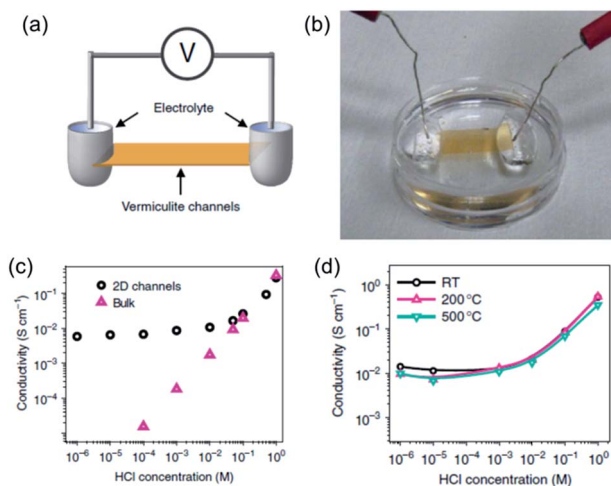 (a)
V
Electrolyte
Vermiculite channels
(b)
(c)
Conductivity (S cm⁻¹)
10⁻¹
10⁻²
10⁻³
10⁻⁴
2D channels
Bulk
10⁻⁶ 10⁻⁵ 10⁻⁴ 10⁻³ 10⁻² 10⁻¹ 10⁰
HCl concentration (M)
(d)
Conductivity (S cm⁻¹)
10⁰
10⁻¹
10⁻²
10⁻³
RT
200 °C
500 °C
10⁻⁶ 10⁻⁵ 10⁻⁴ 10⁻³ 10⁻² 10⁻¹ 10⁰
HCl concentration (M)